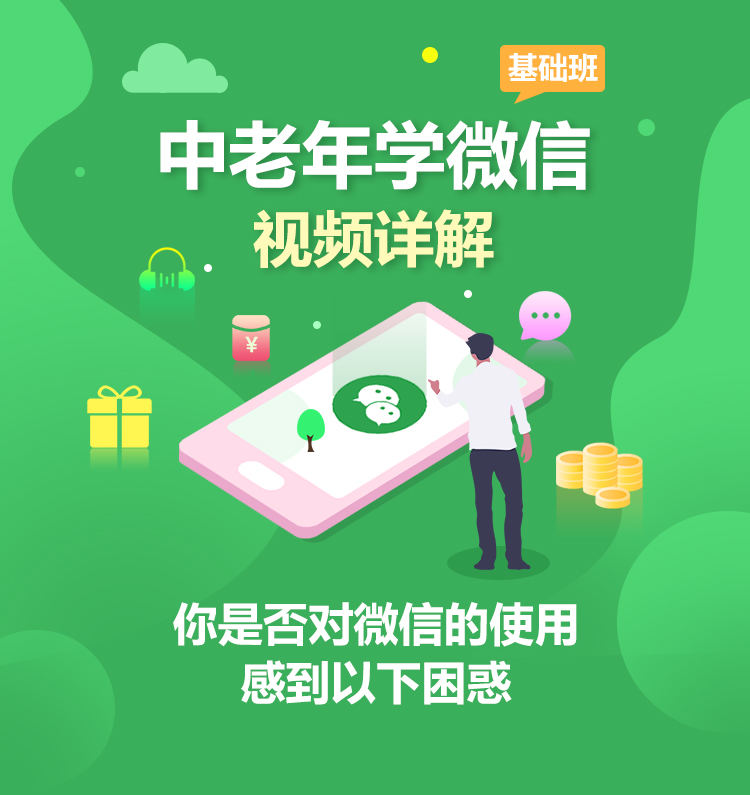 基础班
中老年学微信
视频详解
¥
你是否对微信的使用
感到以下困惑